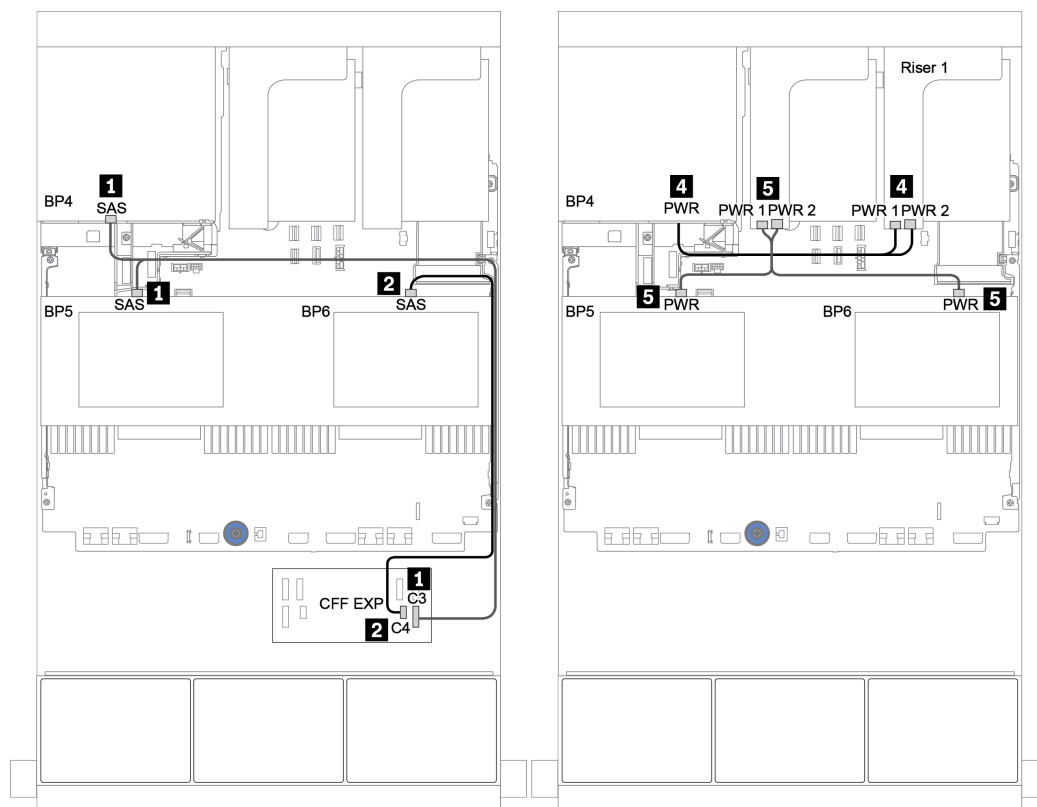 Riser 1
BP4
1
SAS
BP4
4
PWR
5
PWR 1 PWR 2
4
PWR 1 PWR 2
1
SAS
2
SAS
BP5
BP6
5
PWR
BP5
BP6
PWR
5
1
C3
CFF EXP
2
C4